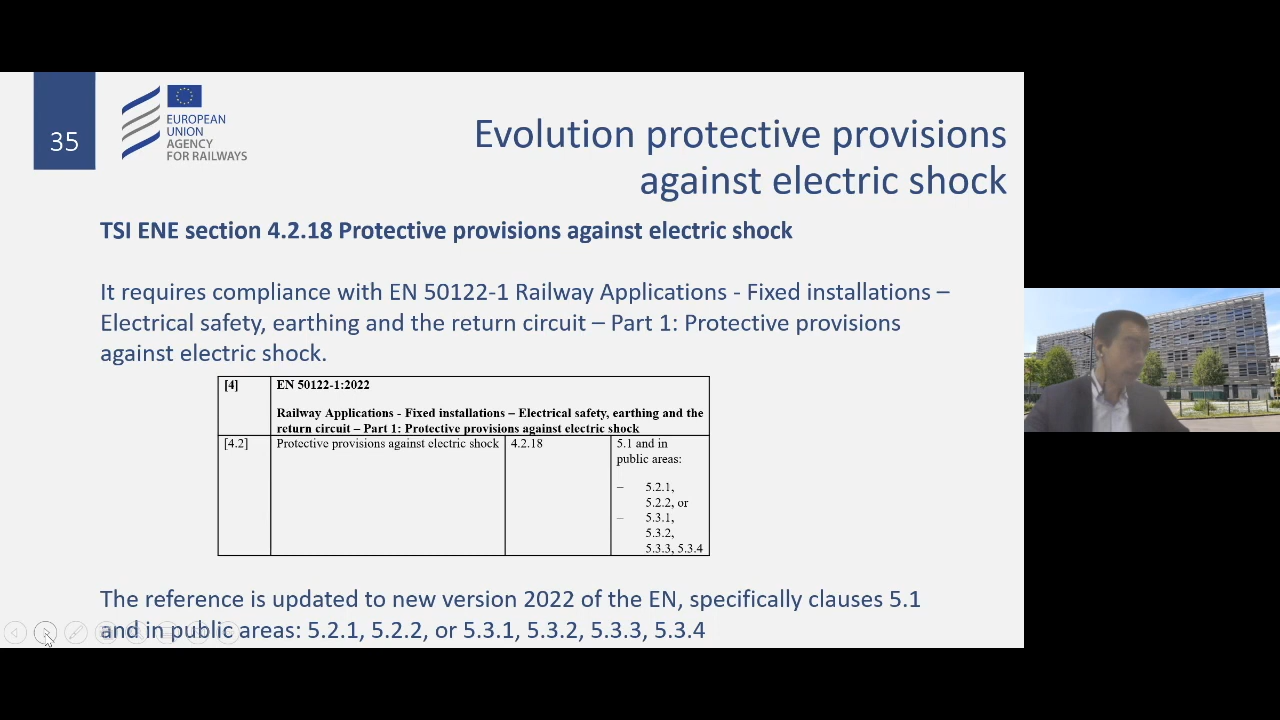 35
EUROPEAN
UNION
AGENCY
FOR RAILWAYS
Evolution protective provisions
against electric shock
TSI ENE section 4.2.18 Protective provisions against electric shock
It requires compliance with EN 50122-1 Railway Applications - Fixed installations –
Electrical safety, earthing and the return circuit – Part 1: Protective provisions
against electric shock.
[4] EN 50122-1:2022
Railway Applications - Fixed installations – Electrical safety, earthing and the
return circuit – Part 1: Protective provisions against electric shock
[4.2] Protective provisions against electric shock 4.2.18 5.1 and in
public areas:
– 5.2.1,
5.2.2, or
– 5.3.1,
5.3.2,
5.3.3, 5.3.4
The reference is updated to new version 2022 of the EN, specifically clauses 5.1
and in public areas: 5.2.1, 5.2.2, or 5.3.1, 5.3.2, 5.3.3, 5.3.4